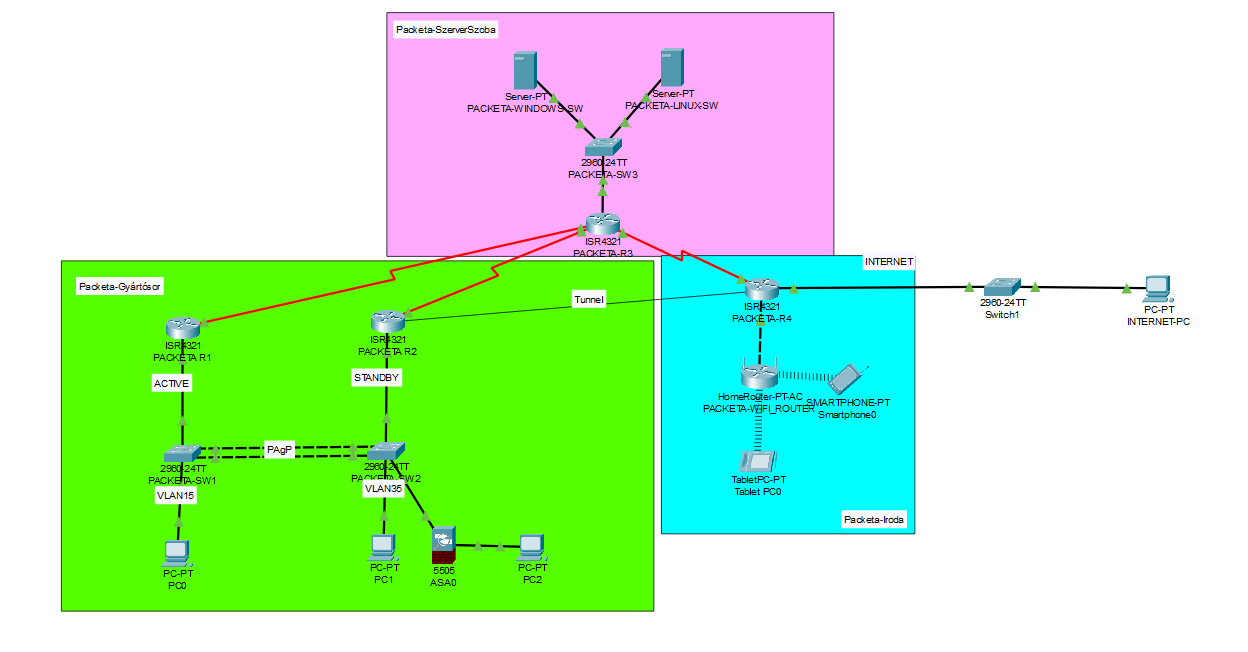 Packeta-SzerverSzoba
Server-PT
PACKETA-WINDOWS-SW
Server-PT
PACKETA-LINUX-SW
2960-24TT
PACKETA-SW3
ISR4321
PACKETA-R3
Packeta-Gyártósor
ISR4321
PACKETA R1
ACTIVE
ISR4321
PACKETA R2
STANDBY
Tunnel
PAgP
2960-24TT
PACKETA-SW1
VLAN15
2960-24TT
PACKETA-SW2
VLAN35
PC-PT
PC0
PC-PT
PC1
5505
ASA0
PC-PT
PC2
INTERNET
ISR4321
PACKETA-R4
HomeRouter-PT-AC
PACKETA-WIFI_ROUTER
SMARTPHONE-PT
Smartphone0
TabletPC-PT
Tablet PC0
Packeta-Iroda
2960-24TT
Switch1
PC-PT
INTERNET-PC